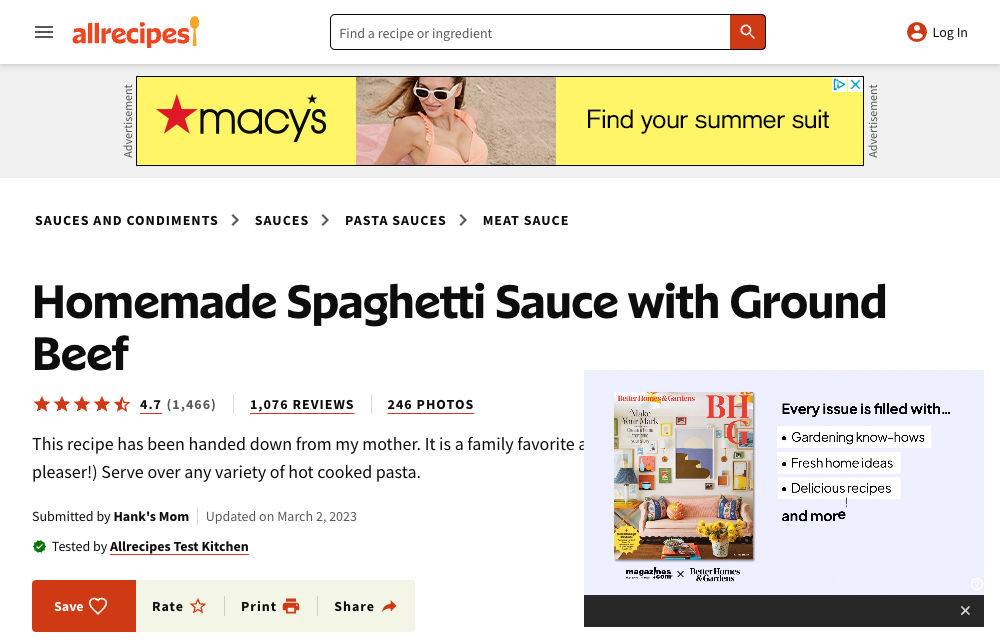 allrecipes
Find a recipe or ingredient
Log In
Advertisement
macy's
Find your summer suit
Advertisement
SAUCES AND CONDIMENTS
SAUCES
PASTA SAUCES
MEAT SAUCE
Homemade Spaghetti Sauce with Ground
Beef
4.7 (1,466)
1,076 REVIEWS
246 PHOTOS
This recipe has been handed down from my mother. It is a family favorite a
pleaser!) Serve over any variety of hot cooked pasta.
Submitted by Hank's Mom
Updated on March 2, 2023
Tested by Allrecipes Test Kitchen
Save
Rate
Print
Share
Better Homes & Gardens
BH
G
Make
Your Mark
magazines
.com
×
Better Homes
& Gardens
Every issue is filled with...
• Gardening know-hows
• Fresh home ideas
• Delicious recipes
and more